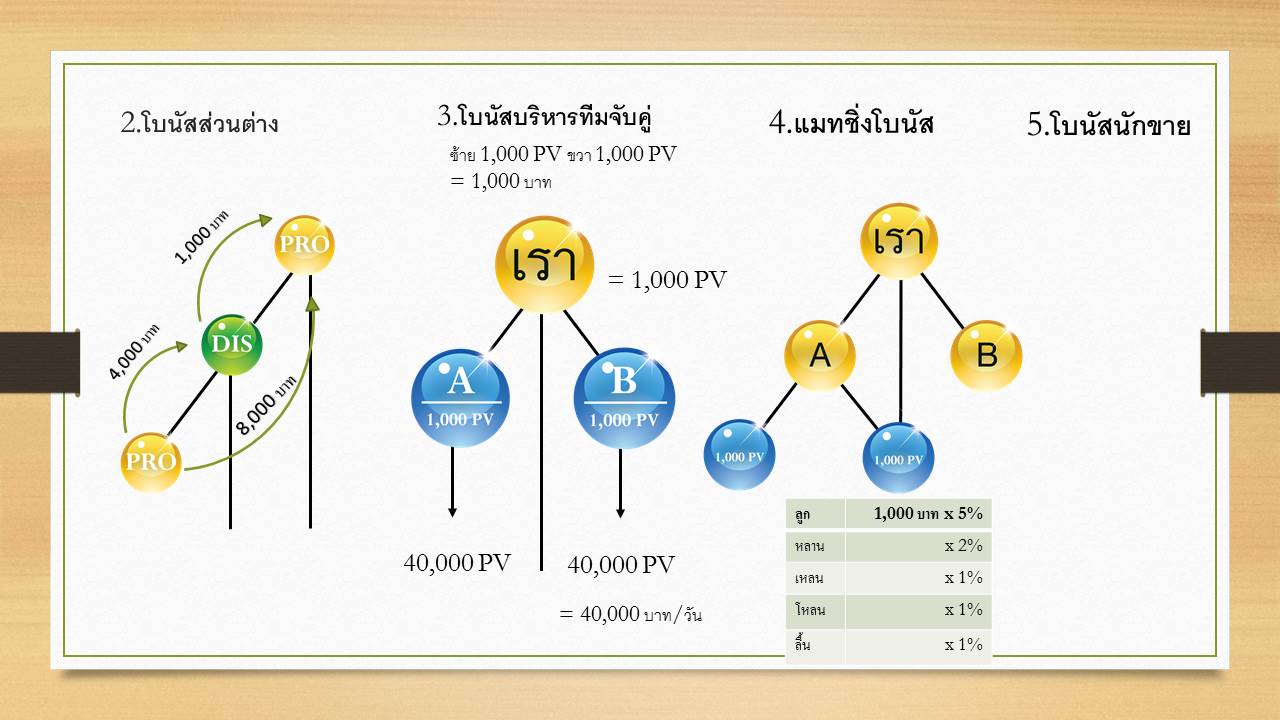 2.โบนัสส่วนต่าง
1,000 บาท
PRO
DIS
4,000 บาท
8,000 บาท
PRO
3.โบนัสบริหารทีมจับคู่
ซ้าย 1,000 PV ขวา 1,000 PV
= 1,000 บาท
เรา
= 1,000 PV
A
1,000 PV
B
1,000 PV
40,000 PV
40,000 PV
= 40,000 บาท/วัน
4.แมทชิ่งโบนัส
เรา
A
B
1,000 PV
1,000 PV
ลูก 1,000 บาท x 5%
หลาน x 2%
เหลน x 1%
โหลน x 1%
ลื้น x 1%
5.โบนัสนักขาย